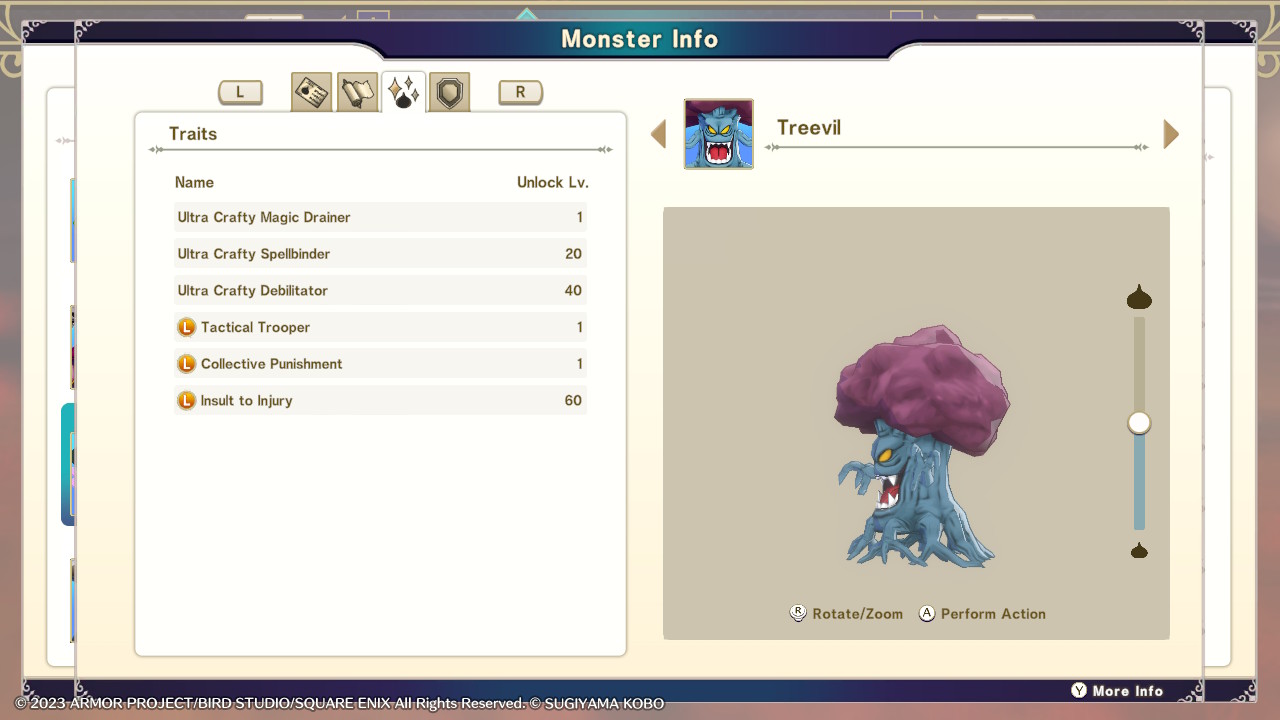 Monster Info
L
R
Traits
Treevil
Name Unlock Lv.
Ultra Crafty Magic Drainer 1
Ultra Crafty Spellbinder 20
Ultra Crafty Debilitator 40
L Tactical Trooper 1
L Collective Punishment 1
L Insult to Injury 60
R Rotate/Zoom A Perform Action
Y More Info
© 2023 ARMOR PROJECT/BIRD STUDIO/SQUARE ENIX All Rights Reserved. © SUGIYAMA KOBO